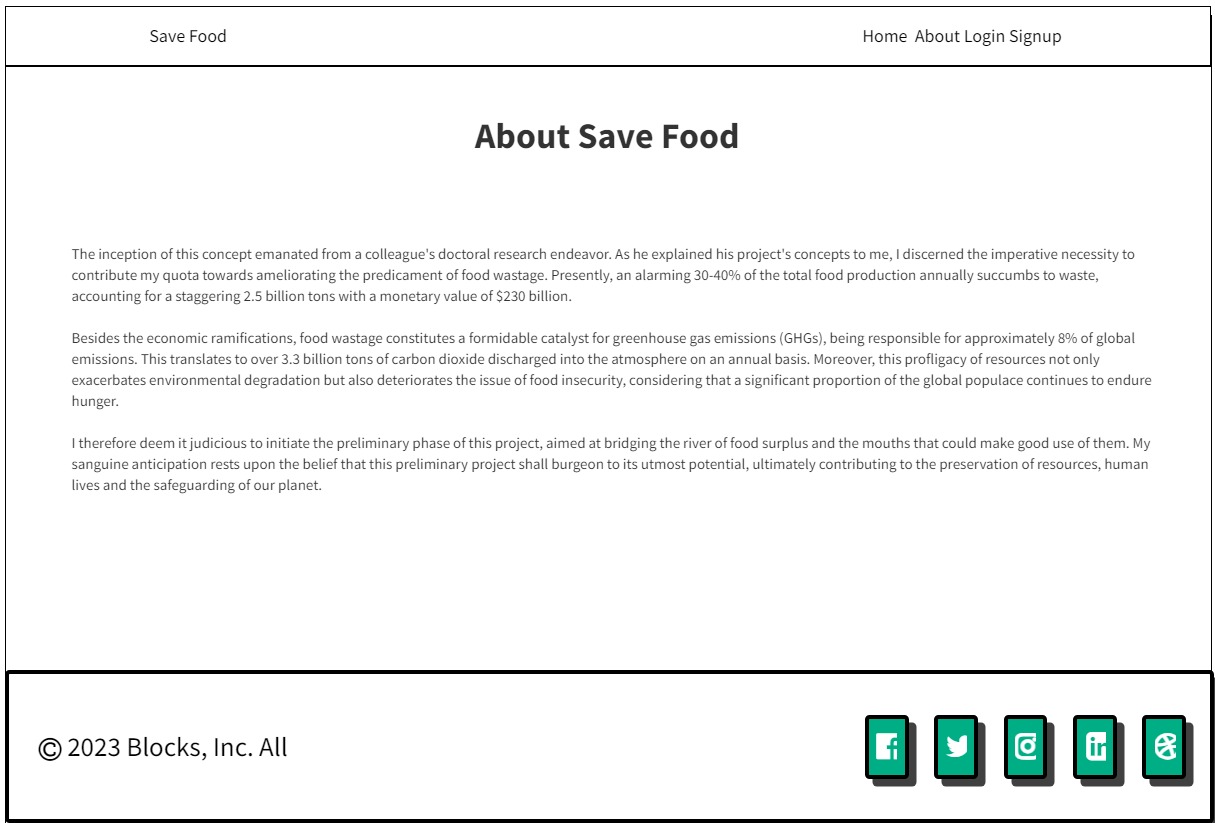 Save Food
Home About Login Signup
About Save Food
The inception of this concept emanated from a colleague's doctoral research endeavor. As he explained his project's concepts to me, I discerned the imperative necessity to
contribute my quota towards ameliorating the predicament of food wastage. Presently, an alarming 30-40% of the total food production annually succumbs to waste,
accounting for a staggering 2.5 billion tons with a monetary value of $230 billion.
Besides the economic ramifications, food wastage constitutes a formidable catalyst for greenhouse gas emissions (GHGs), being responsible for approximately 8% of global
emissions. This translates to over 3.3 billion tons of carbon dioxide discharged into the atmosphere on an annual basis. Moreover, this profligacy of resources not only
exacerbates environmental degradation but also deteriorates the issue of food insecurity, considering that a significant proportion of the global populace continues to endure
hunger.
I therefore deem it judicious to initiate the preliminary phase of this project, aimed at bridging the river of food surplus and the mouths that could make good use of them. My
sanguine anticipation rests upon the belief that this preliminary project shall burgeon to its utmost potential, ultimately contributing to the preservation of resources, human
lives and the safeguarding of our planet.
© 2023 Blocks, Inc. All